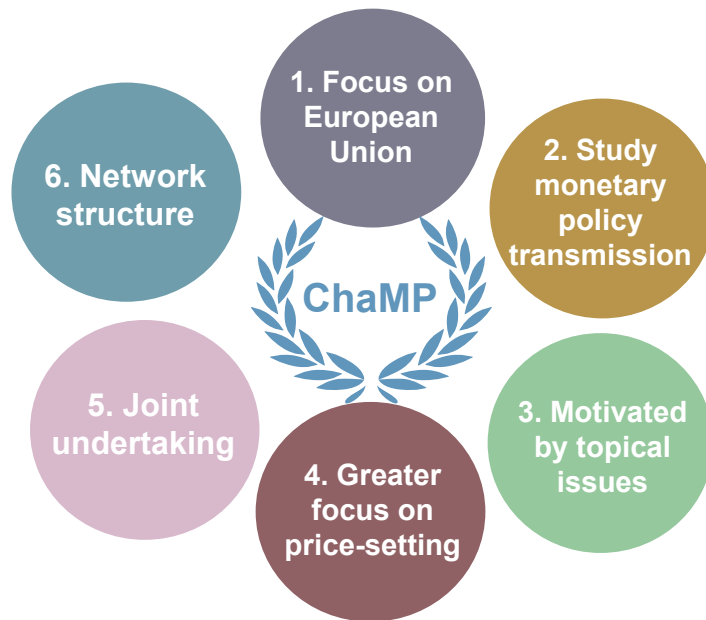 1. Focus on
European
Union
2. Study
monetary
policy
transmission
3. Motivated
by topical
issues
4. Greater
focus on
price-setting
5. Joint
undertaking
6. Network
structure
ChaMP